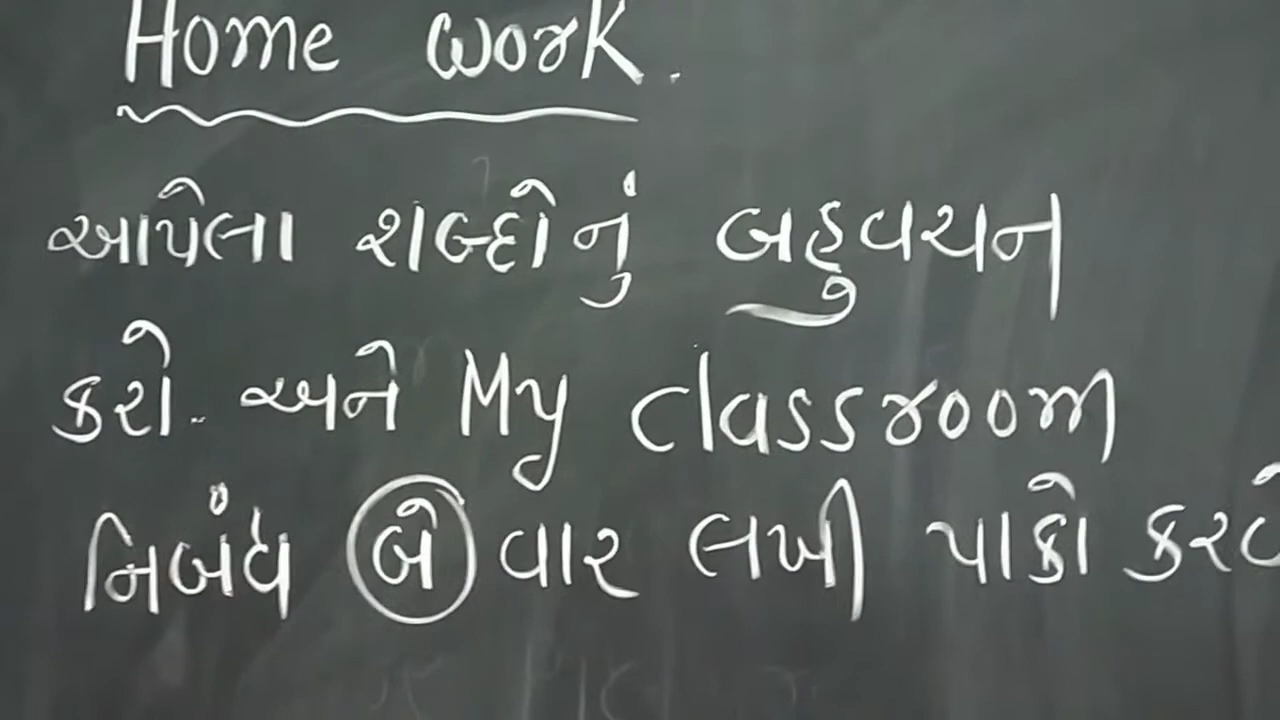 Home work.
આપેલા શબ્દોનું બહુવચન
કરો. અને My classroom
નિબંધ બે વાર લખી પાકો